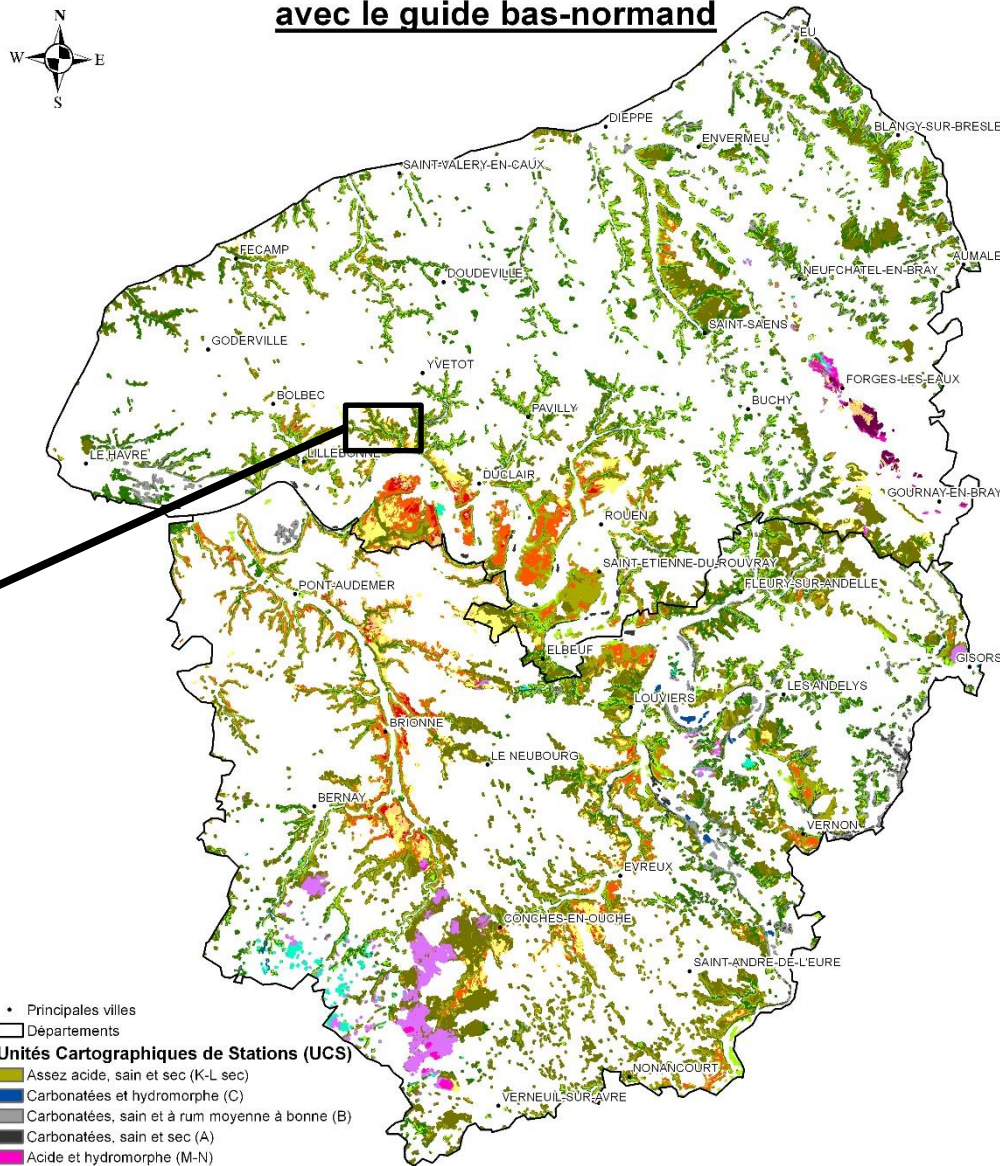 avec le guide bas-normand
N
W E
S
EU
DIEPPE
BLANGY-SUR-BRESLE
ENVERMEU
SAINT-VALERY-EN-CAUX
FECAMP
AUMALE
NEUFCHATEL-EN-BRAY
DOUDEVILLE
SAINT-SAENS
GODERVILLE
YVETOT
FORGES-LES-EAUX
BOLBEC
BUCHY
PAVILLY
LE HAVRE
LILLEBONNE
DUCLAIR
GOURNAY-EN-BRAY
ROUEN
SAINT-ETIENNE-DU-ROUVRAY
PONT-AUDEMER
FLEURY-SUR-ANDELLE
ELBEUF
GISORS
LES ANDELYS
LOUVIERS
BRIONNE
LE NEUBOURG
BERNAY
VERNON
EVREUX
CONCHES-EN-OUCHE
SAINT-ANDRE-DE-L'EURE
NONANCOURT
VERNEUIL-SUR-AVRE
Principales villes
Départements
Unités Cartographiques de Stations (UCS)
Assez acide, sain et sec (K-L sec)
Carbonatées et hydromorphe (C)
Carbonatées, sain et à rum moyenne à bonne (B)
Carbonatées, sain et sec (A)
Acide et hydromorphe (M-N)